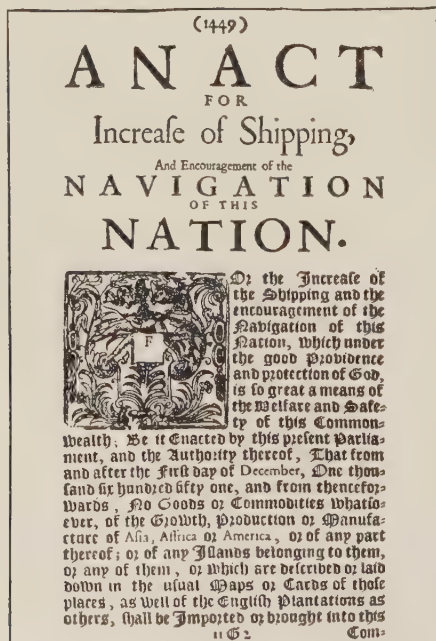 (1449)
AN ACT
FOR
Increaſe of Shipping,
And Encouragement of the
NAVIGATION
OF THIS
NATION.
FOr the Increaſe of
the Shipping and the
encouragement of the
Navigation of this
Nation, which under
the good Providence
and protection of God,
is ſo great a means of
the Welfare and Safe-
ty of this Common-
wealth; Be it Enacted by this preſent Parlia-
ment, and the Authority thereof, That from
and after the Firſt day of December, One thou-
ſand ſix hundred fifty one, and from thencefor-
wards, No Goods or Commodities whatſo-
ever, of the Growth, Production or Manufa-
cture of Aſia, Affrica or America, or of any part
thereof; or of any Iſlands belonging to them,
or any of them, or which are deſcribed or laid
down in the uſual Maps or Cards of thoſe
places, as well of the Engliſh Plantations as
others, ſhall be Imported or brought into this
11 G 2 Com-